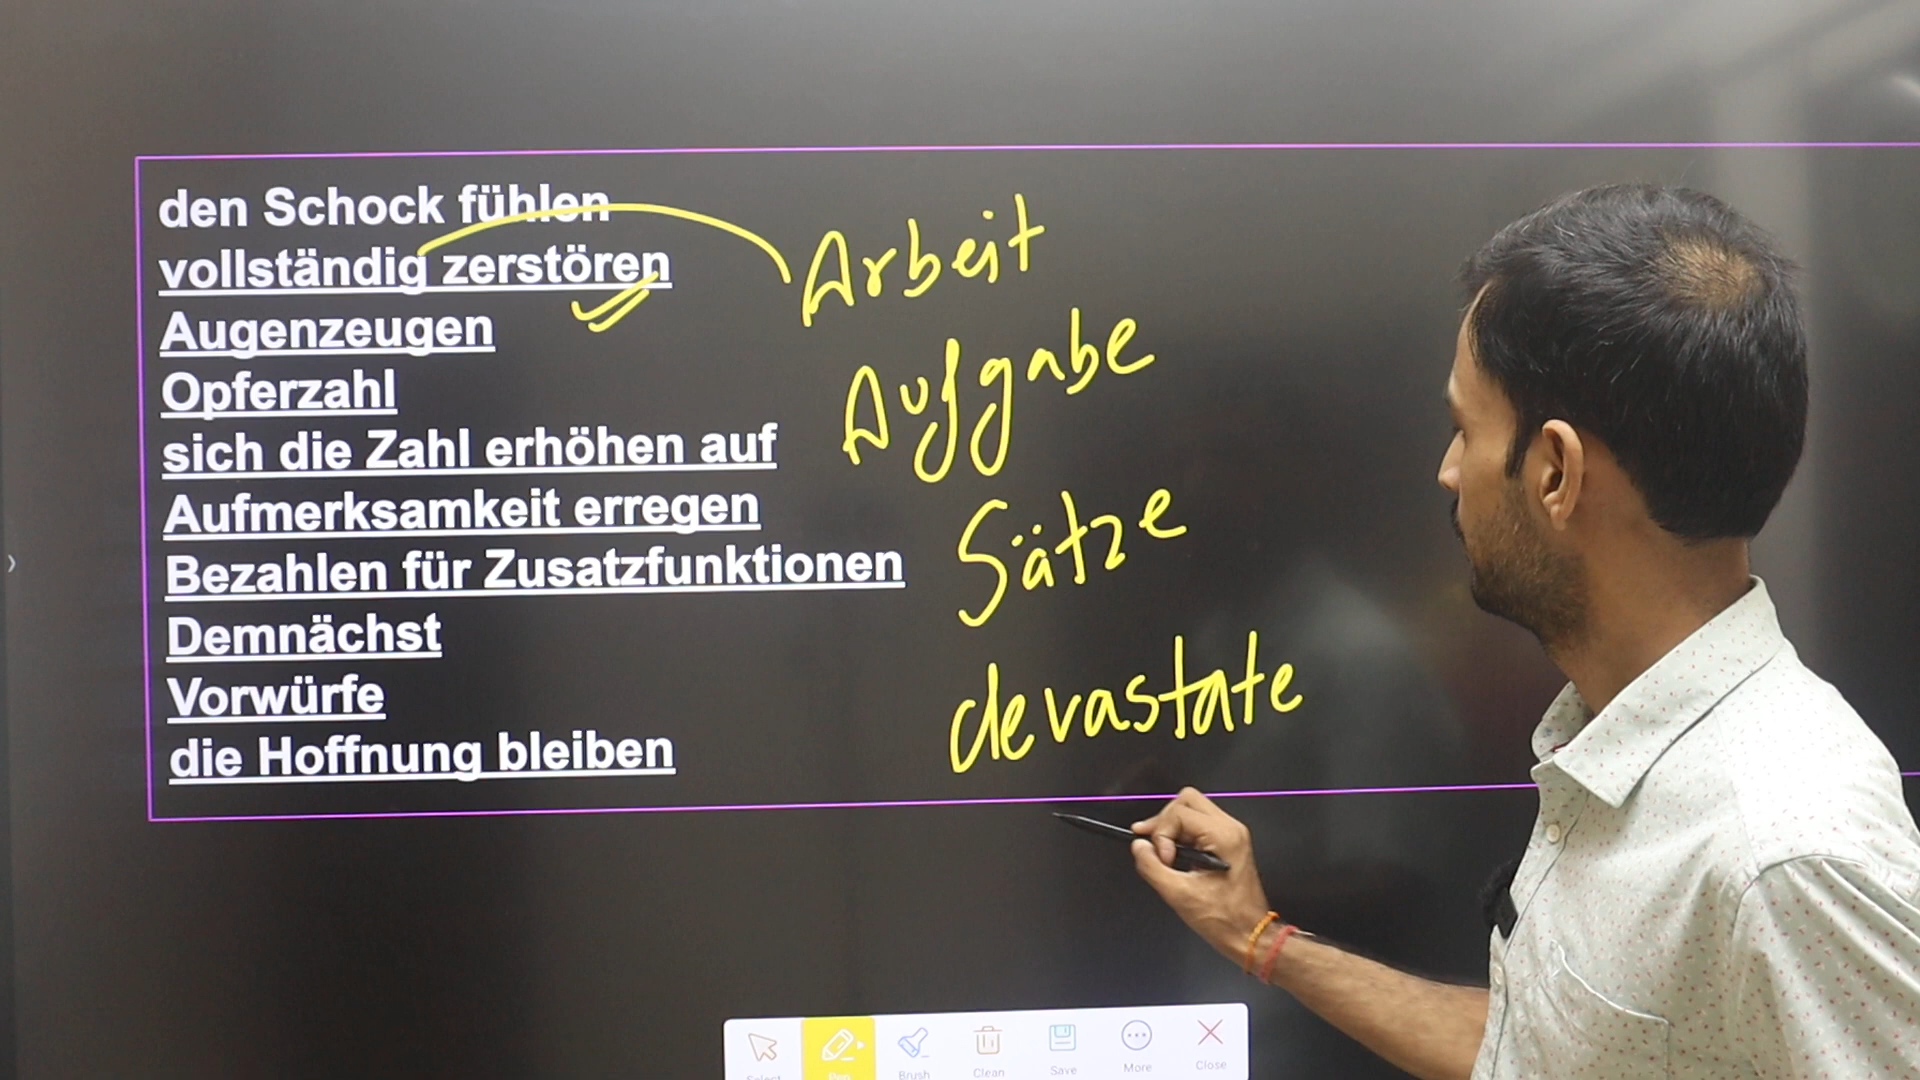 den Schock fühlen
vollständig zerstören
Augenzeugen
Opferzahl
sich die Zahl erhöhen auf
Aufmerksamkeit erregen
Bezahlen für Zusatzfunktionen
Demnächst
Vorwürfe
die Hoffnung bleiben
Arbeit
Aufgabe
Sätze
devastate
Select Pen Brush Clean Save More Close